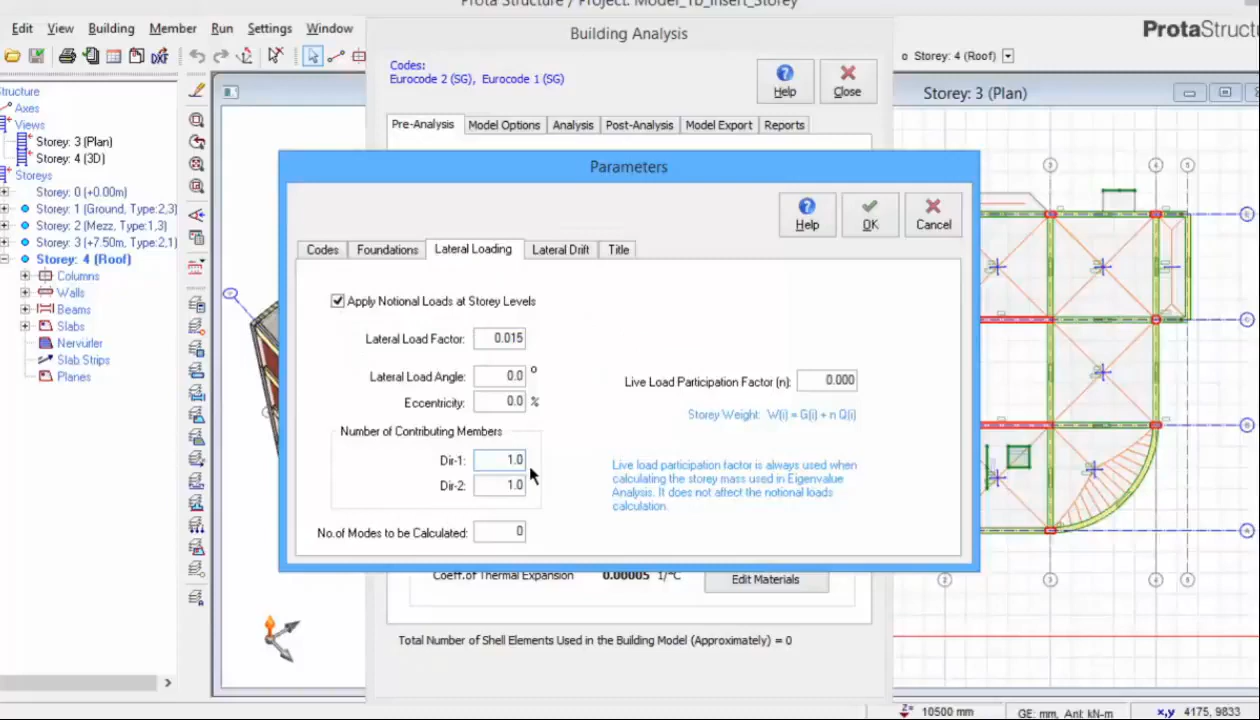 Prota Structure / Project: Model_1b_Insert_Storey
Edit View Building Member Run Settings Window
Building Analysis
ProtaStructu
DXF
o Storey: 4 (Roof)
Codes:
Eurocode 2 (SG), Eurocode 1 (SG)
Help
Close
Structure
Axes
Views
Storey: 3 (Plan)
Storey: 4 (3D)
Storeys
Storey: 0 (+0.00m)
Storey: 1 (Ground, Type:2,3)
Storey: 2 (Mezz, Type:1,3)
Storey: 3 (+7.50m, Type:2,1)
Storey: 4 (Roof)
Columns
Walls
Beams
Slabs
Nervürler
Slab Strips
Planes
Storey: 3 (Plan)
Pre-Analysis Model Options Analysis Post-Analysis Model Export Reports
Parameters
Help
OK
Cancel
Codes Foundations Lateral Loading Lateral Drift Title
Apply Notional Loads at Storey Levels
Lateral Load Factor: 0.015
Lateral Load Angle: 0.0 o
Eccentricity: 0.0 %
Number of Contributing Members
Dir-1: 1.0
Dir-2: 1.0
No.of Modes to be Calculated: 0
Live Load Participation Factor (n): 0.000
Storey Weight: W(i) = G(i) + n Q(i)
Live load participation factor is always used when
calculating the storey mass used in Eigenvalue
Analysis. It does not affect the notional loads
calculation.
Coeff.of Thermal Expansion 0.00005 1/°C
Edit Materials
Total Number of Shell Elements Used in the Building Model (Approximately) = 0
3 4 5
2 3 4 5
B
A
Z= 10500 mm
GE: mm, Ant: kN-m
x,y 4175, 9833